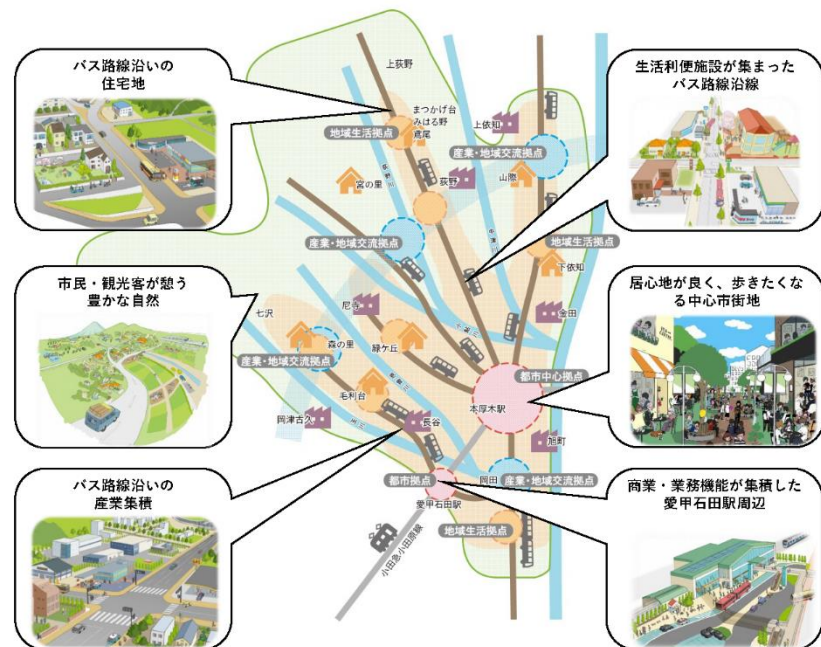 バス路線沿いの
住宅地
生活利便施設が集まった
バス路線沿線
市民・観光客が憩う
豊かな自然
居心地が良く、歩きたくな
る中心市街地
バス路線沿いの
産業集積
商業・業務機能が集積した
愛甲石田駅周辺
上荻野
まつかげ台
みはる野
鳶尾
地域生活拠点
上依知
産業・地域交流拠点
宮の里
荻野
山際
産業・地域交流拠点
地域生活拠点
下依知
尼寺
金田
七沢
森の里
緑ケ丘
産業・地域交流拠点
都市中心拠点
毛利台
本厚木駅
岡津古久
長谷
旭町
都市拠点
岡田
産業・地域交流拠点
愛甲石田駅
地域生活拠点
小田急小田原線